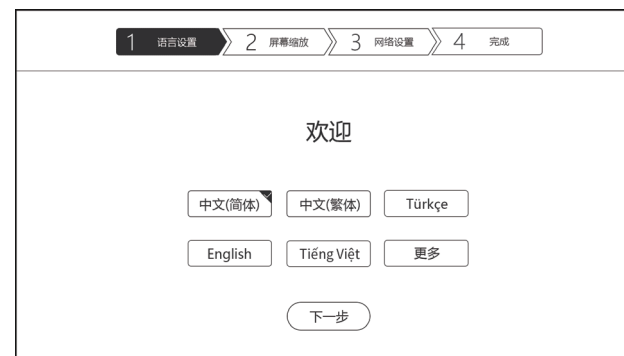 1 语言设置 2 屏幕缩放 3 网络设置 4 完成
欢迎
中文(简体) 中文(繁体) Türkçe
English Tiếng Việt 更多
下一步